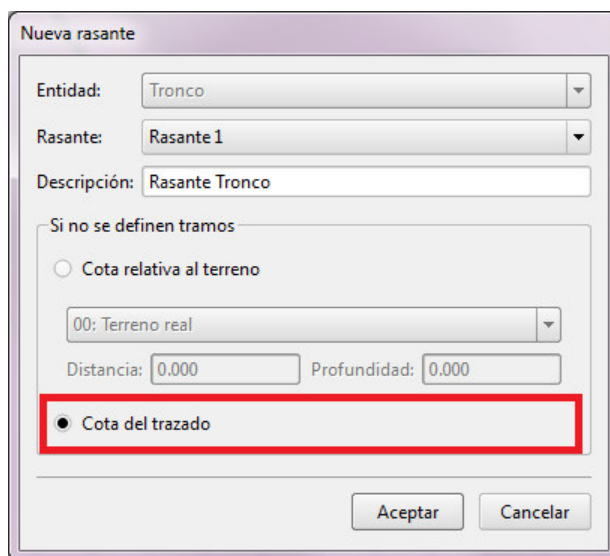 Nueva rasante
Entidad: Tronco
Rasante: Rasante 1
Descripción: Rasante Tronco
Si no se definen tramos
Cota relativa al terreno
00: Terreno real
Distancia: 0.000 Profundidad: 0.000
Cota del trazado
Aceptar Cancelar